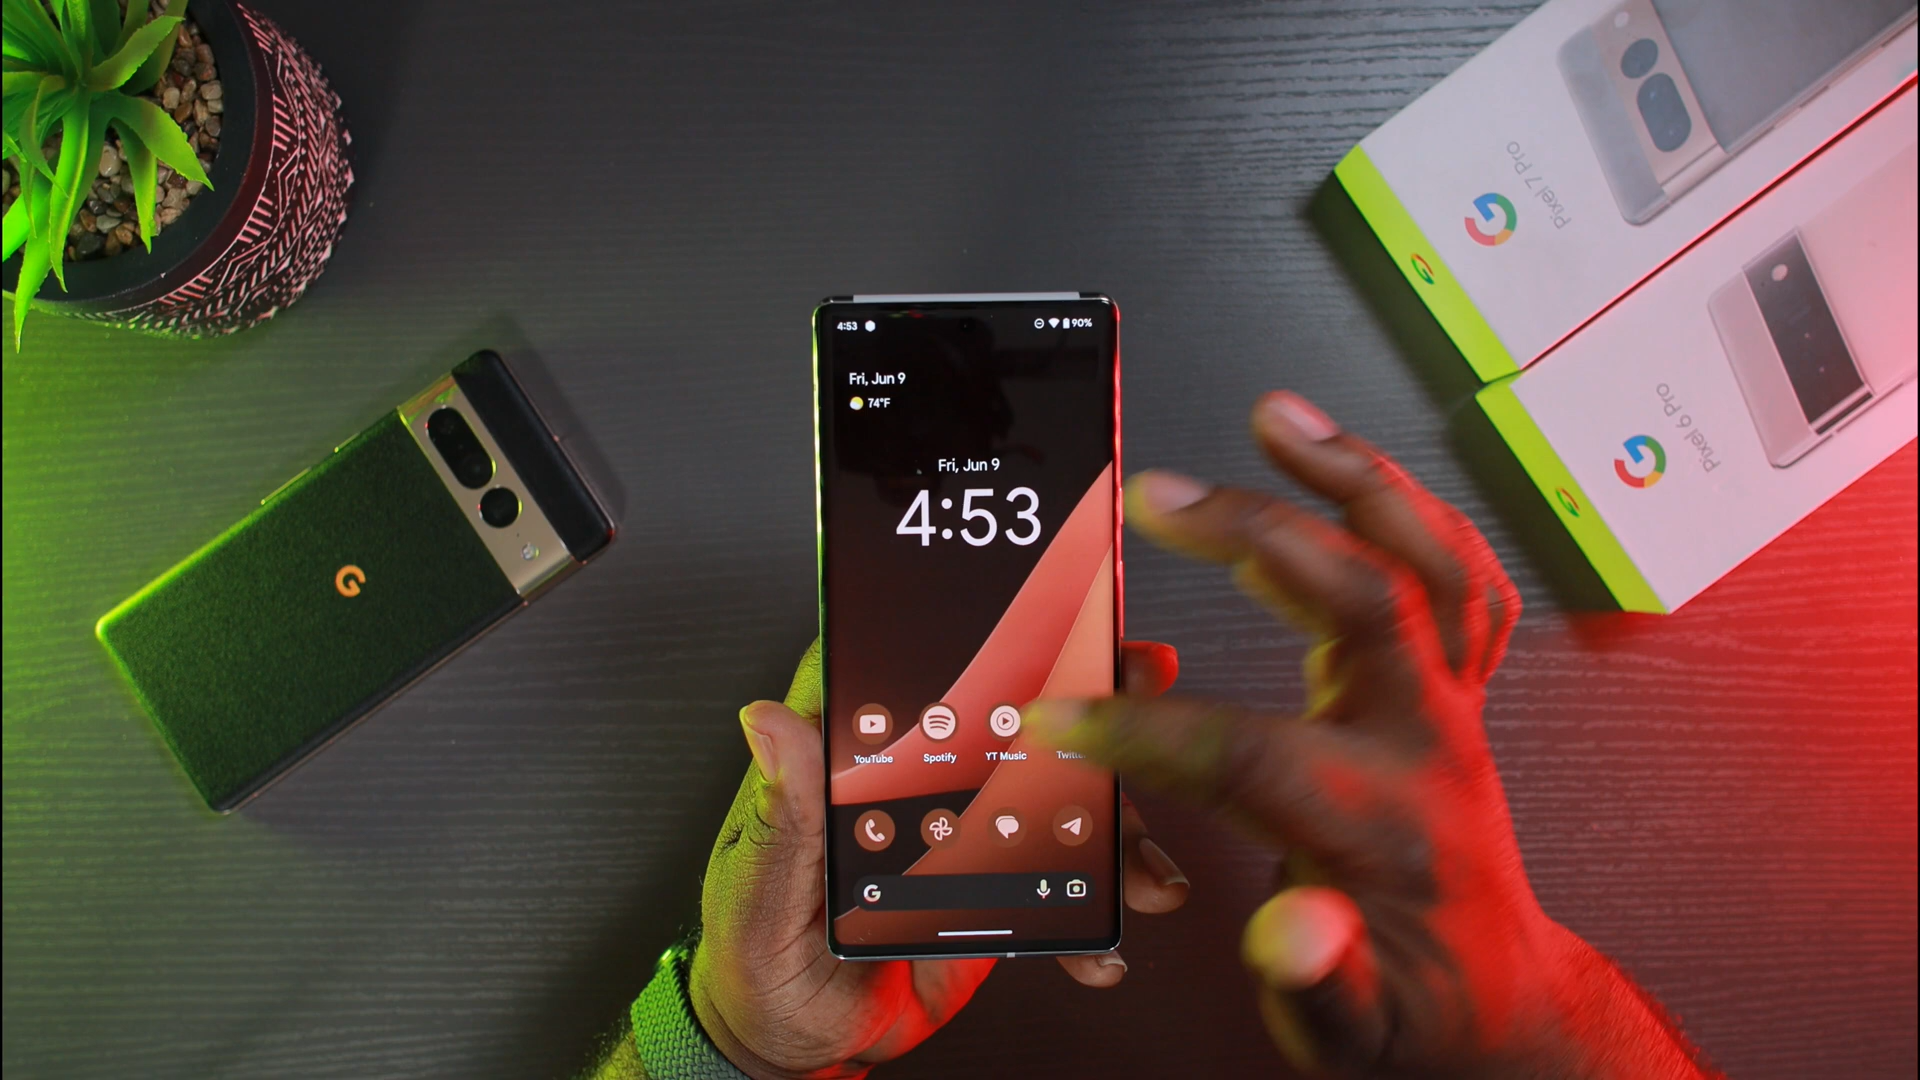 4:53
90%
Fri, Jun 9
74°F
Fri, Jun 9
4:53
YouTube
Spotify
YT Music
G
G
Pixel 7 Pro
G
G
Pixel 6 Pro
G
G